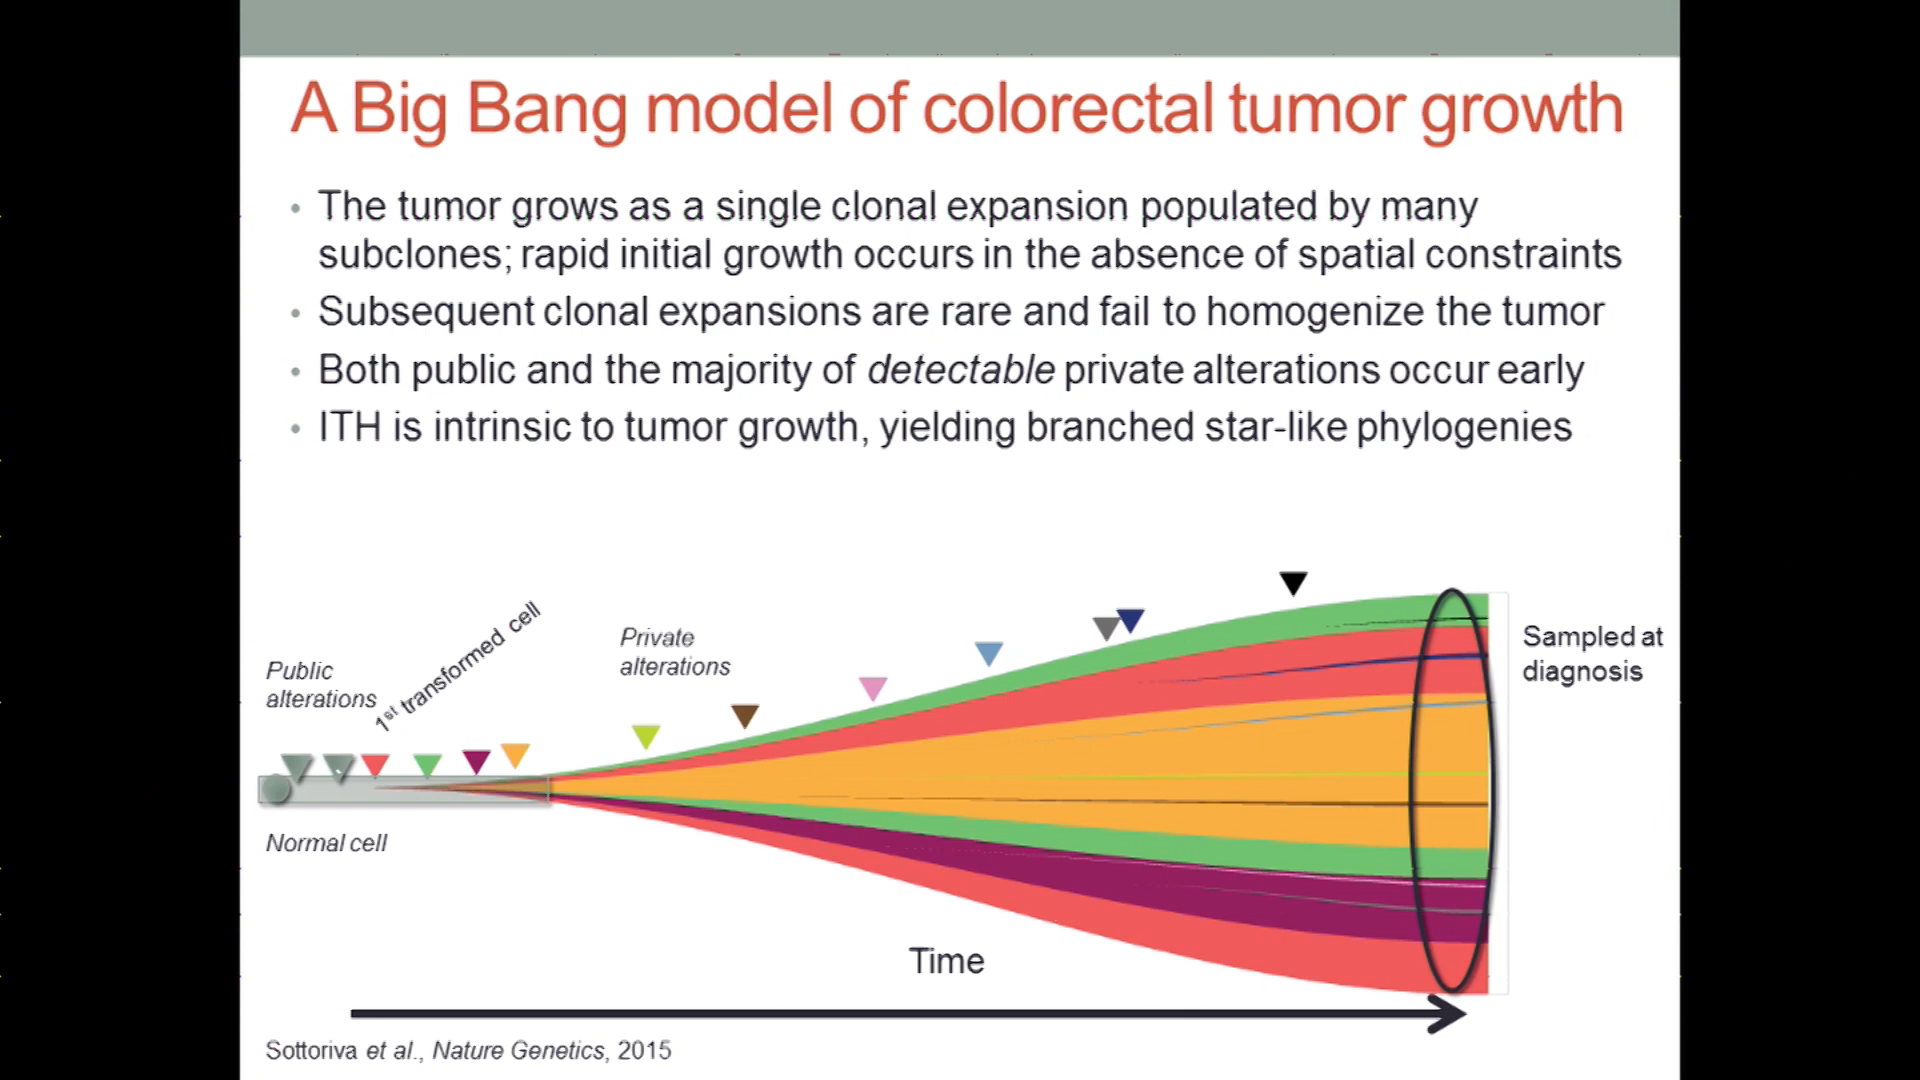 A Big Bang model of colorectal tumor growth
• The tumor grows as a single clonal expansion populated by many
subclones; rapid initial growth occurs in the absence of spatial constraints
• Subsequent clonal expansions are rare and fail to homogenize the tumor
• Both public and the majority of detectable private alterations occur early
• ITH is intrinsic to tumor growth, yielding branched star-like phylogenies
Public
alterations
1st transformed cell
Private
alterations
Sampled at
diagnosis
Normal cell
Time
Sottoriva et al., Nature Genetics, 2015